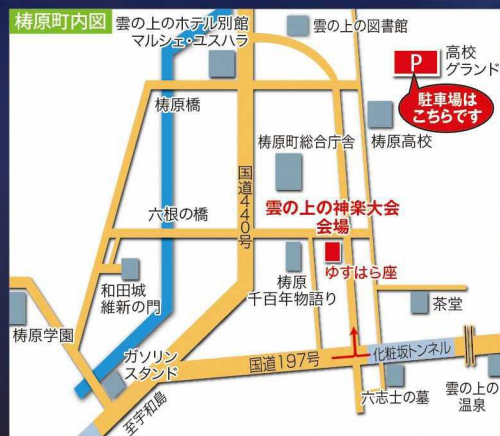 梼原町内図
雲の上のホテル別館
マルシェ・ユスハラ
雲の上の図書館
P
高校
グランド
駐車場は
こちらです
梼原橋
梼原高校
梼原町総合庁舎
国道440号
六根の橋
雲の上の神楽大会
会場
ゆすはら座
和田城
維新の門
梼原
千百年物語り
茶堂
梼原学園
ガソリン
スタンド
国道197号
化粧坂トンネル
至宇和島
六志士の墓
雲の上の
温泉